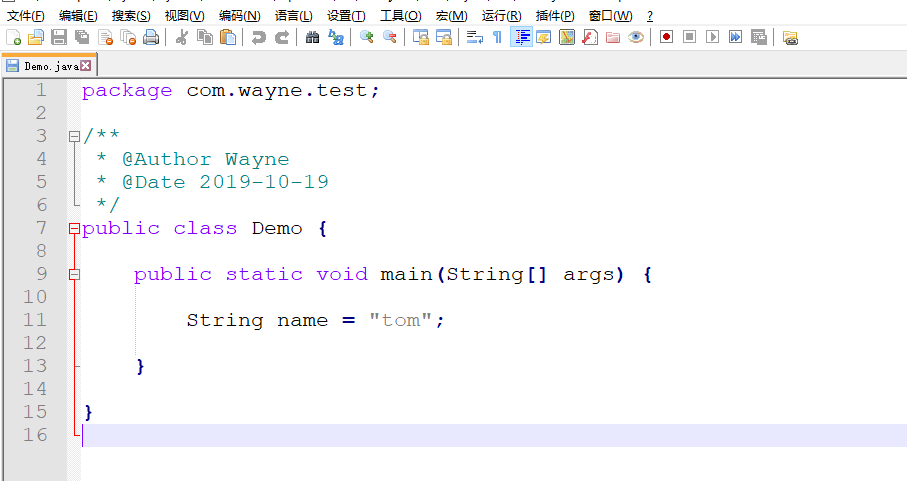 文件(F) 编辑(E) 搜索(S) 视图(V) 编码(N) 语言(L) 设置(T) 工具(O) 宏(M) 运行(R) 插件(P) 窗口(W) ?
Demo.java
1 package com.wayne.test;
2
3 /**
4  * @Author Wayne
5  * @Date 2019-10-19
6  */
7 public class Demo {
8
9     public static void main(String[] args) {
10
11         String name = "tom";
12
13     }
14
15 }
16